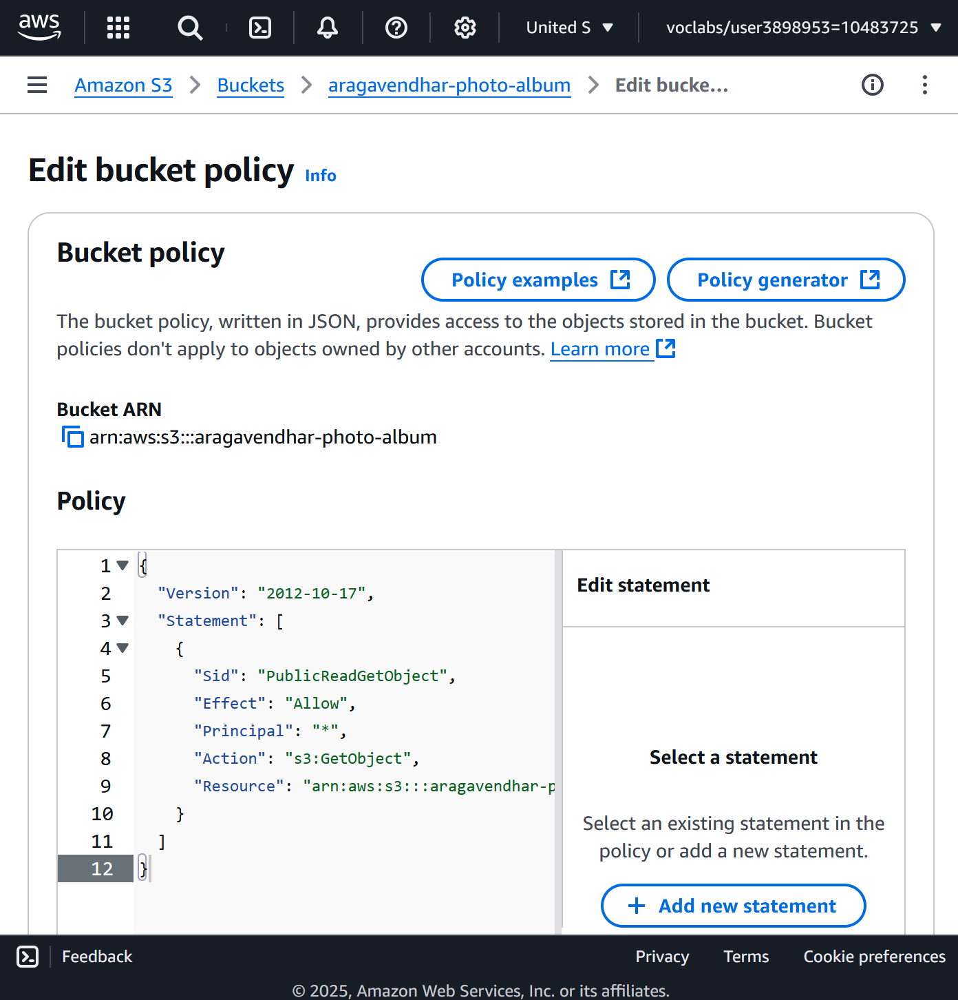 aws
United S
voclabs/user3898953=10483725
Amazon S3 > Buckets > aragavendhar-photo-album > Edit bucke...
Edit bucket policy Info
Bucket policy
Policy examples
Policy generator
The bucket policy, written in JSON, provides access to the objects stored in the bucket. Bucket
policies don't apply to objects owned by other accounts. Learn more
Bucket ARN
arn:aws:s3:::aragavendhar-photo-album
Policy
1 {
2 "Version": "2012-10-17",
3 "Statement": [
4 {
5 "Sid": "PublicReadGetObject",
6 "Effect": "Allow",
7 "Principal": "*",
8 "Action": "s3:GetObject",
9 "Resource": "arn:aws:s3:::aragavendhar-p
10 }
11 ]
12 }
Edit statement
Select a statement
Select an existing statement in the
policy or add a new statement.
+ Add new statement
Feedback
Privacy
Terms
Cookie preferences
© 2025, Amazon Web Services, Inc. or its affiliates.